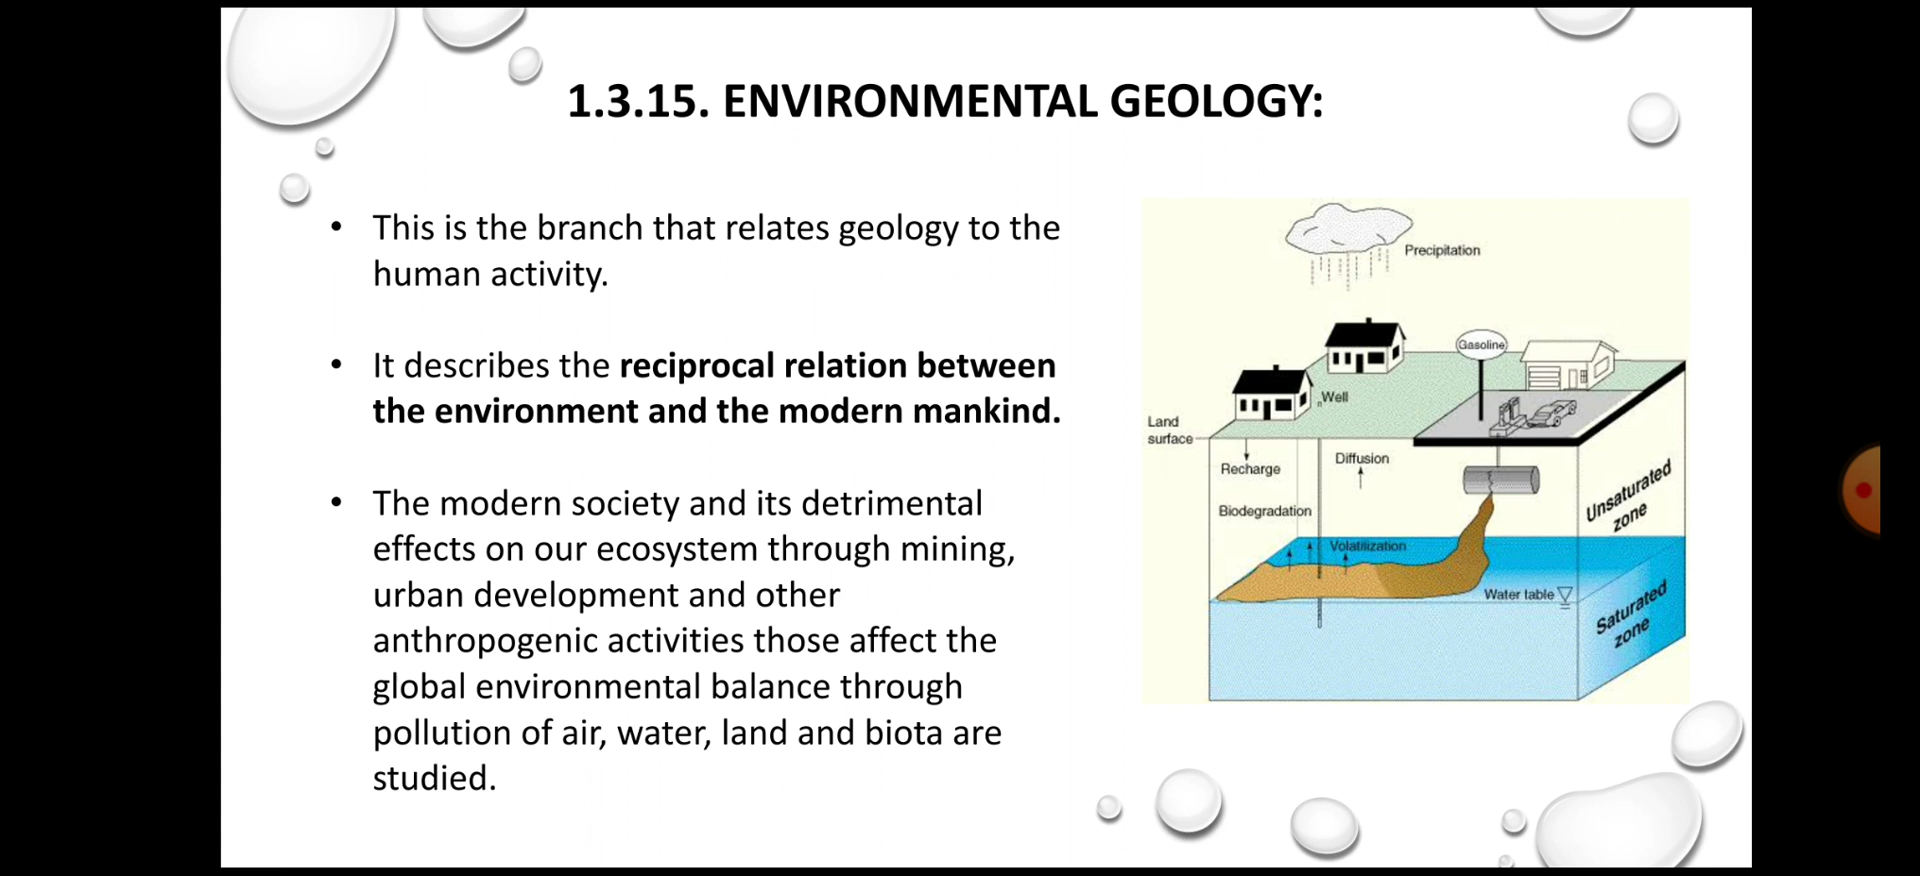 1.3.15. ENVIRONMENTAL GEOLOGY:
• This is the branch that relates geology to the
human activity.
• It describes the reciprocal relation between
the environment and the modern mankind.
• The modern society and its detrimental
effects on our ecosystem through mining,
urban development and other
anthropogenic activities those affect the
global environmental balance through
pollution of air, water, land and biota are
studied.
Precipitation
Gasoline
Well
Land
surface
Recharge
Diffusion
Biodegradation
Volatilization
Unsaturated
zone
Water table
Saturated
zone